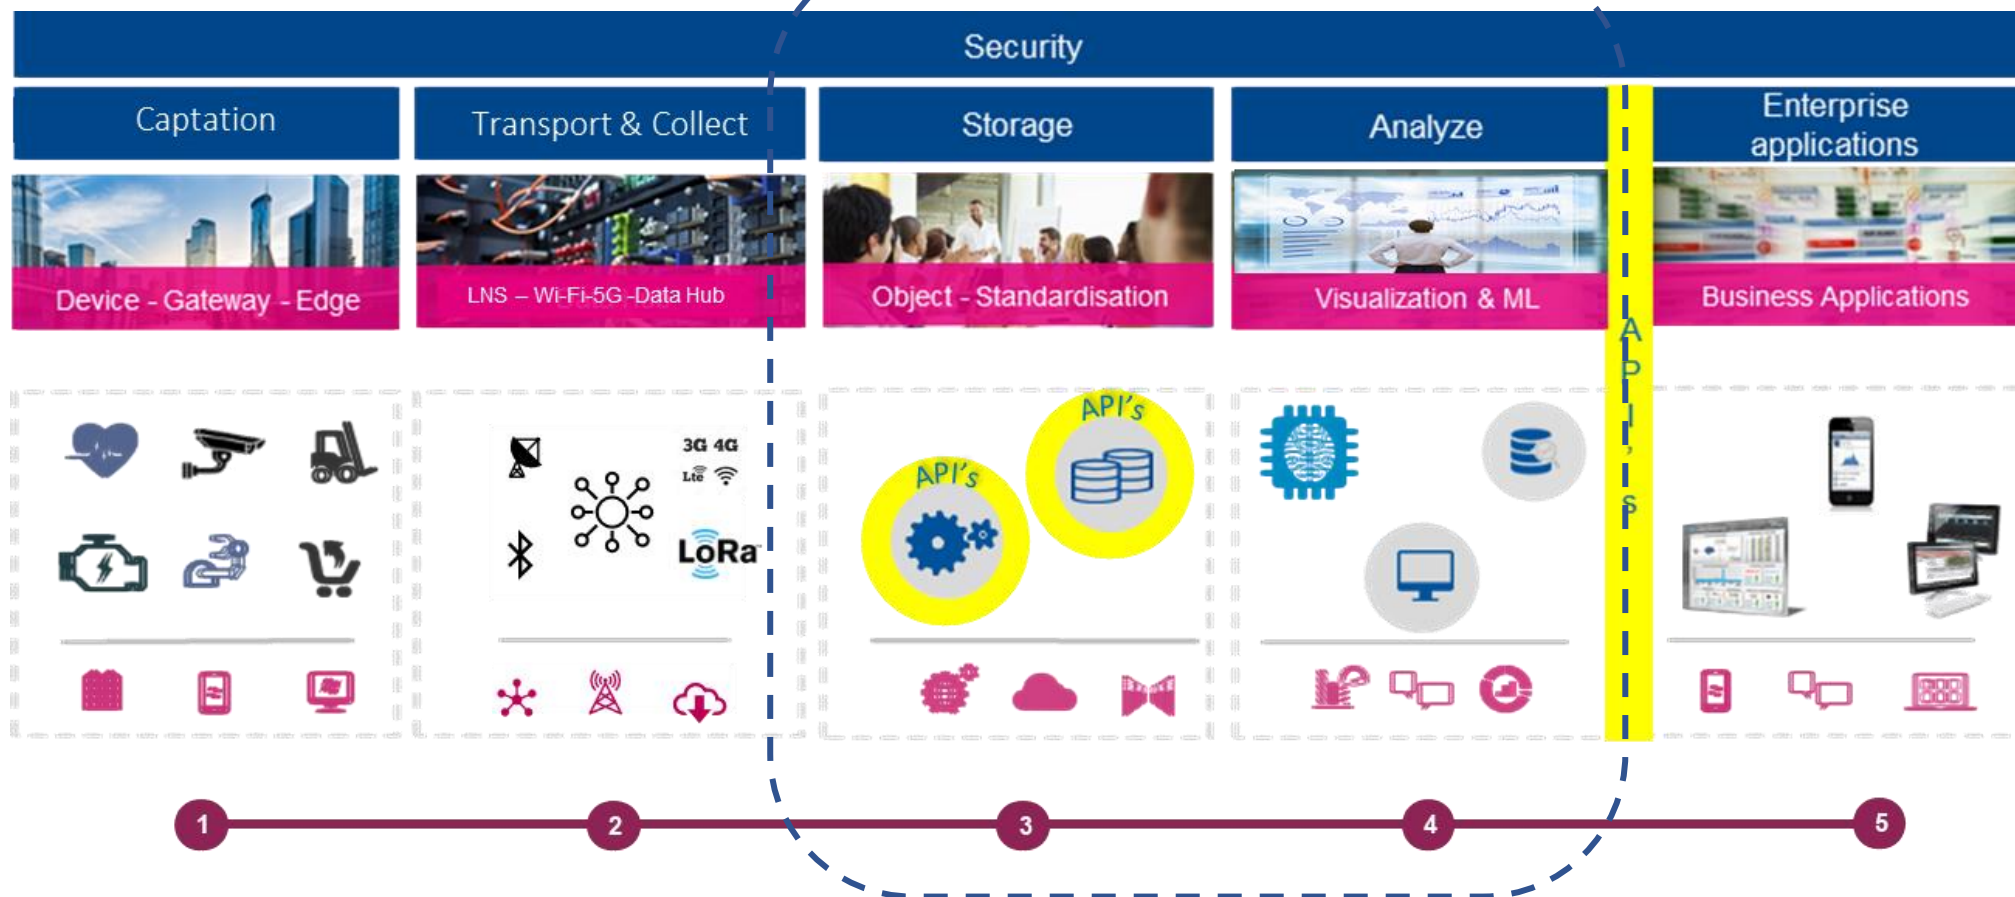 Security
Captation
Transport & Collect
Storage
Analyze
Enterprise
applications
Device - Gateway - Edge
LNS – Wi-Fi-5G -Data Hub
Object - Standardisation
Visualization & ML
Business Applications
API's
3G 4G
Lte
LoRa
API's
API's
1
2
3
4
5